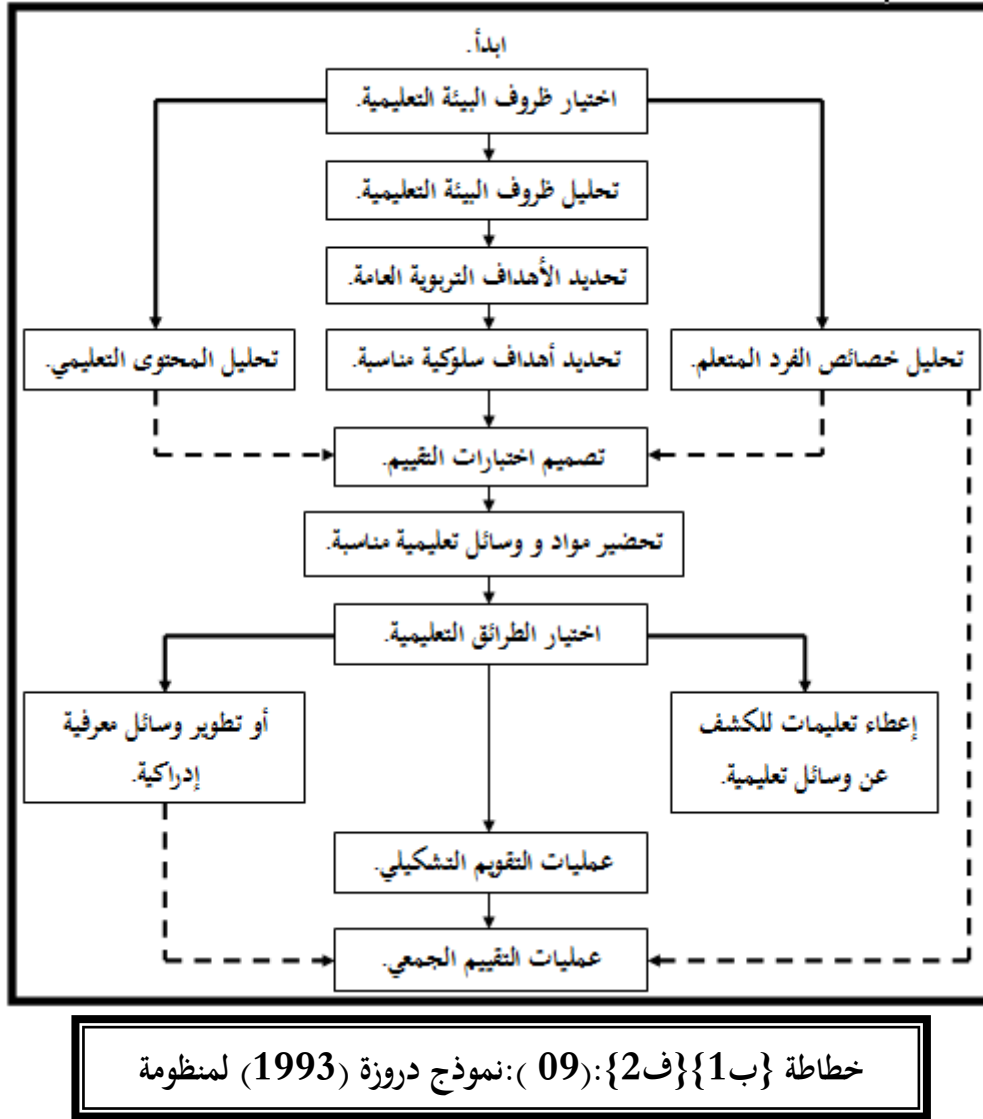 ابدأ.
اختيار ظروف البيئة التعليمية.
تحليل ظروف البيئة التعليمية.
تحديد الأهداف التربوية العامة.
تحليل خصائص الفرد المتعلم.
تحديد أهداف سلوكية مناسبة.
تحليل المحتوى التعليمي.
تصميم اختبارات التقييم.
تحضير مواد و وسائل تعليمية مناسبة.
اختيار الطرائق التعليمية.
إعطاء تعليمات للكشف
عن وسائل تعليمية.
أو تطوير وسائل معرفية
إدراكية.
عمليات التقويم التشكيلي.
عمليات التقييم الجمعي.
خطاطة {ب1}{ف2}:(09 ):نموذج دروزة (1993) لمنظومة